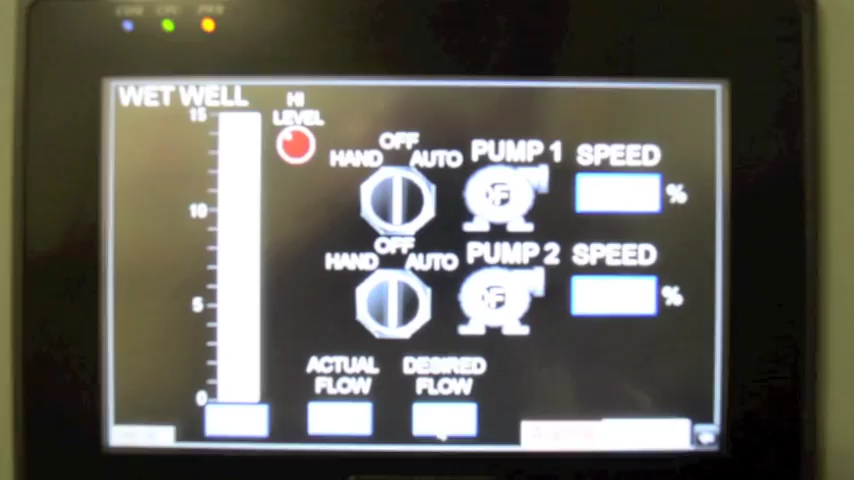 WET WELL
HI
LEVEL
15
10
5
0
OFF
HAND AUTO
PUMP 1 SPEED
%
OFF
HAND AUTO
PUMP 2 SPEED
%
ACTUAL
FLOW
DESIRED
FLOW